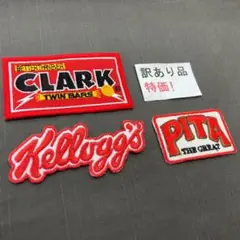 CLARK
®
TWIN BARS
訳あり品
特価!
Kellogg's
PITA
THE GREAT